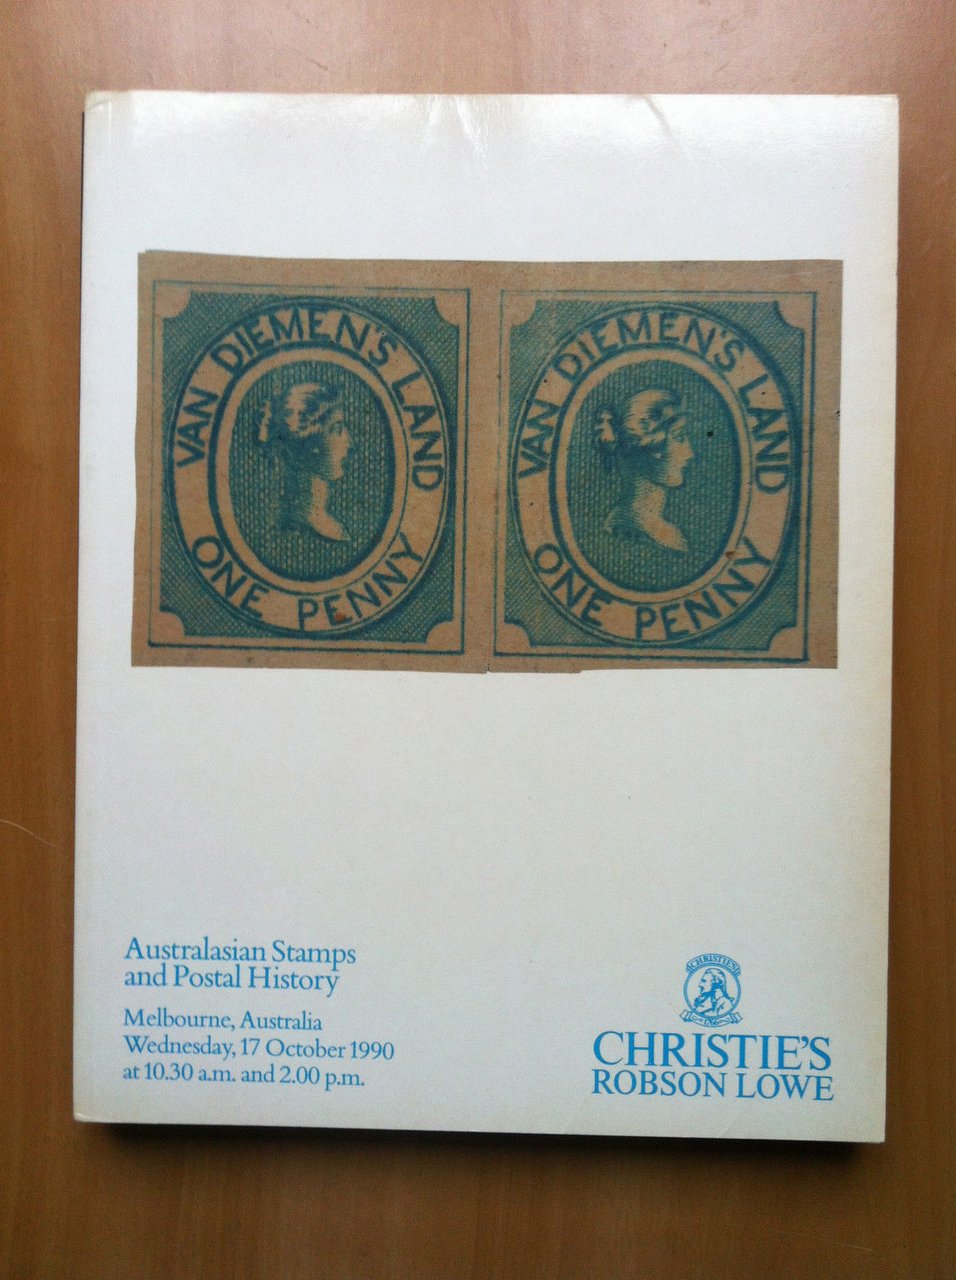 VAN DIEMEN'S LAND
ONE PENNY
VAN DIEMEN'S LAND
ONE PENNY
Australasian Stamps
and Postal History
Melbourne, Australia
Wednesday, 17 October 1990
at 10.30 a.m. and 2.00 p.m.
CHRISTIE'S
1766
CHRISTIE'S
ROBSON LOWE